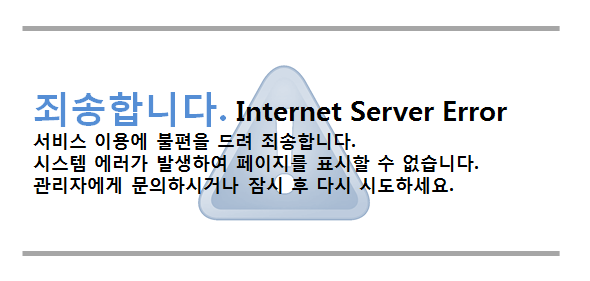 죄송합니다. Internet Server Error
서비스 이용에 불편을 드려 죄송합니다.
시스템 에러가 발생하여 페이지를 표시할 수 없습니다.
관리자에게 문의하시거나 잠시 후 다시 시도하세요.